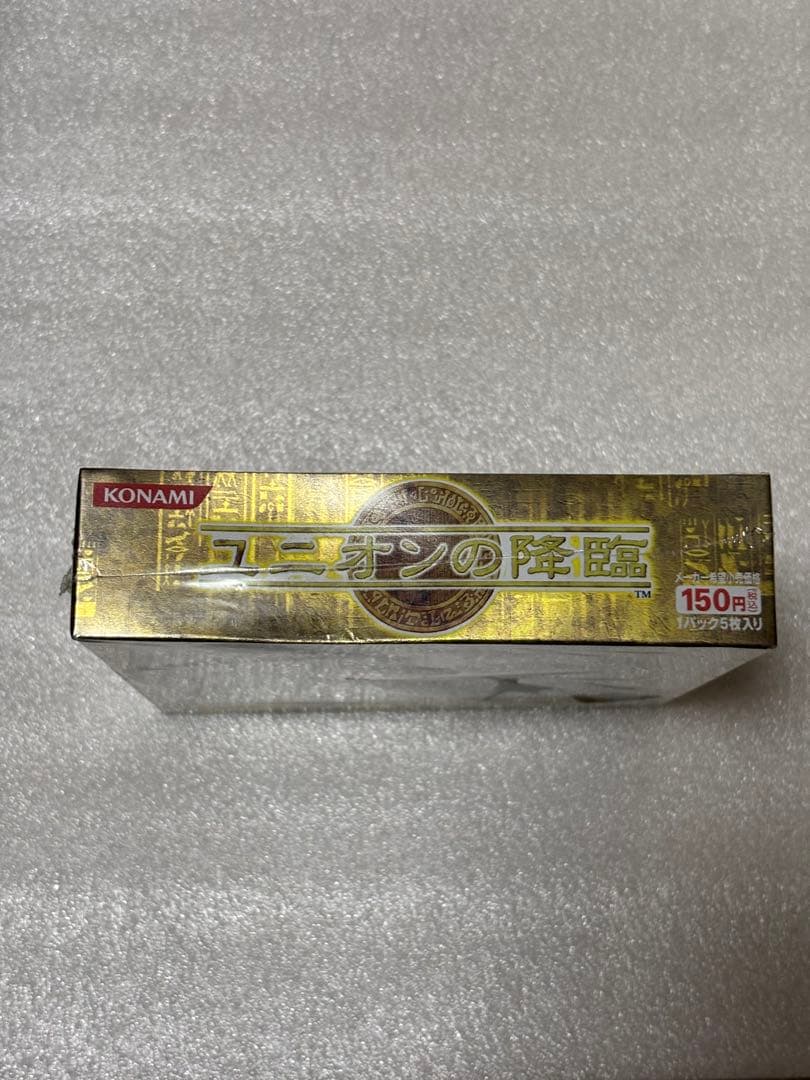 KONAMI
ユニオンの降臨
TM
メーカー希望小売価格
150円(税込)
1パック5枚入り